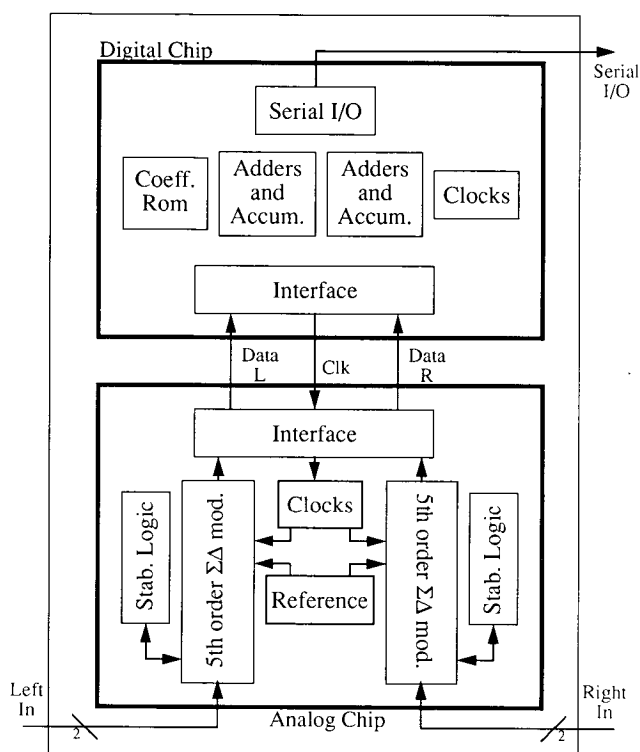 Digital Chip
Serial
I/O
Serial I/O
Coeff.
Rom
Adders
and
Accum.
Adders
and
Accum.
Clocks
Interface
Data
L
Clk
Data
R
Interface
Stab. Logic
5th order ΣΔ mod.
Clocks
Reference
5th order ΣΔ mod.
Stab. Logic
Left
In
2
Analog Chip
Right
In
2